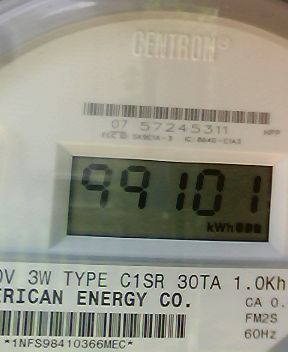 CENTRON®
07 57245311
99101
kWh
0V 3W TYPE C1SR 30TA 1.0Kh
ERICAN ENERGY CO.
CA 0.
FM2S
60Hz
*1NFS98410366MEC*